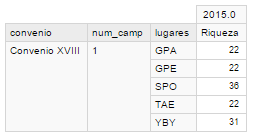 2015.0
convenio num_camp lugares Riqueza
Convenio XVIII 1 GPA 22
GPE 22
SPO 36
TAE 22
YBY 31